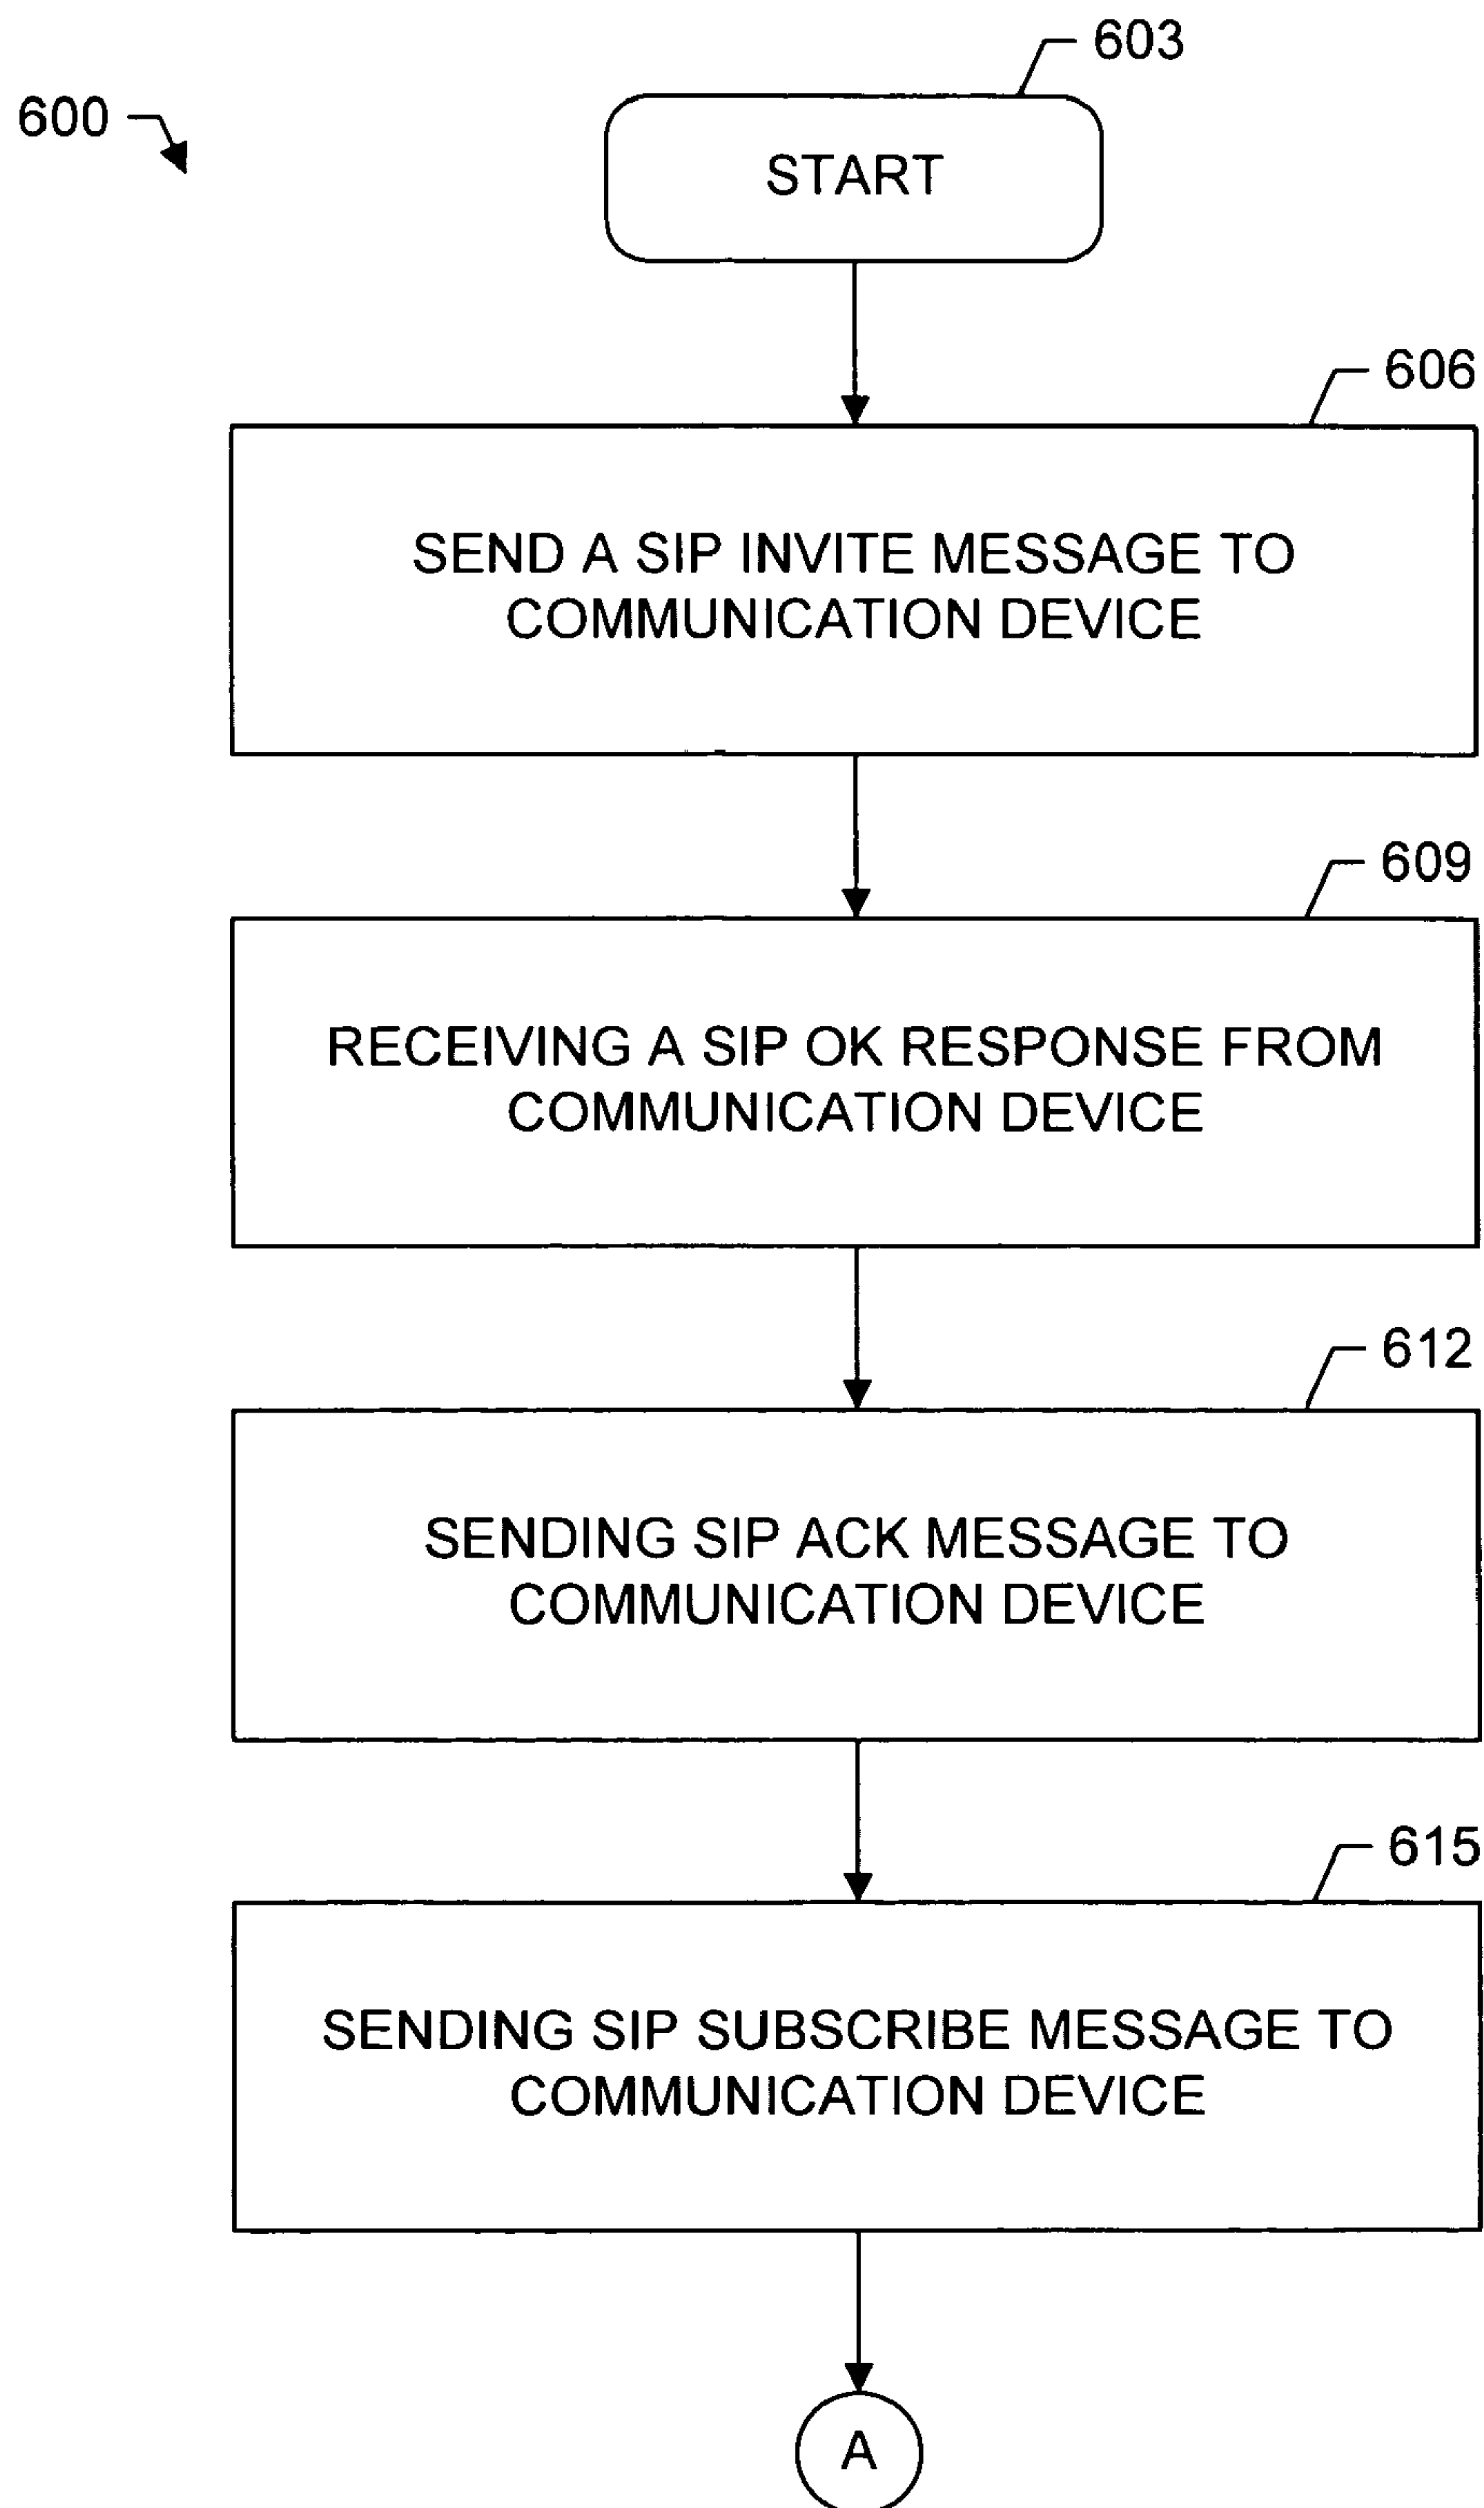 603
600
START
606
SEND A SIP INVITE MESSAGE TO
COMMUNICATION DEVICE
609
RECEIVING A SIP OK RESPONSE FROM
COMMUNICATION DEVICE
612
SENDING SIP ACK MESSAGE TO
COMMUNICATION DEVICE
615
SENDING SIP SUBSCRIBE MESSAGE TO
COMMUNICATION DEVICE
A